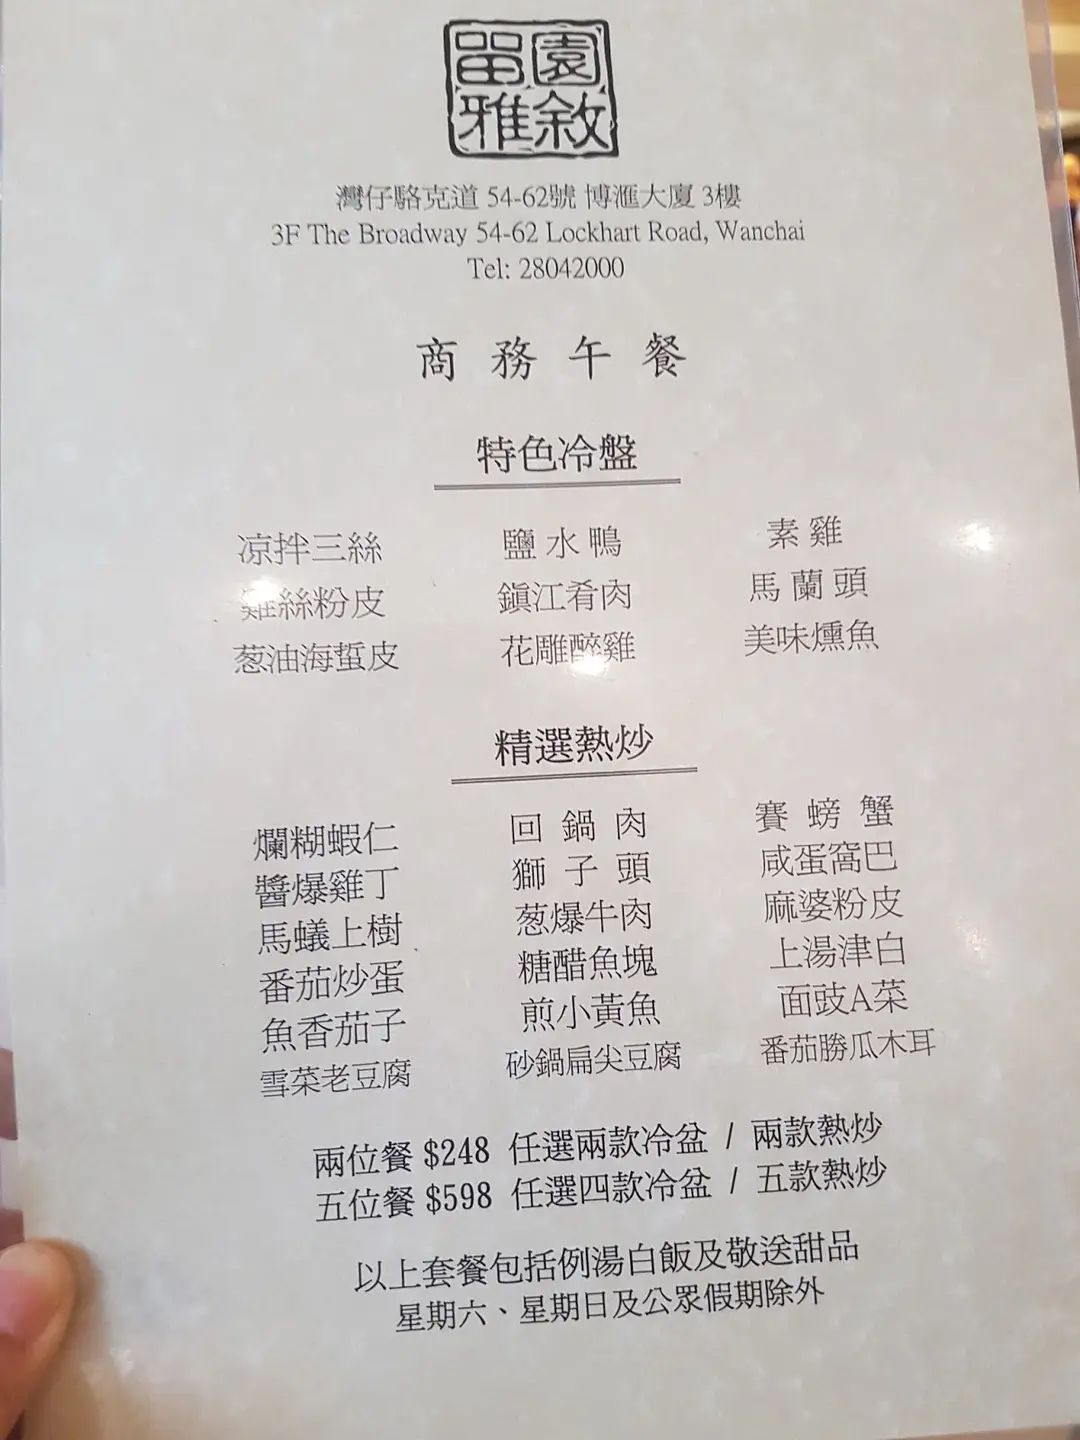 留園
雅敘
灣仔駱克道 54-62號 博滙大廈 3樓
3F The Broadway 54-62 Lockhart Road, Wanchai
Tel: 28042000
商務午餐
特色冷盤
凉拌三絲 鹽水鴨 素雞
雞絲粉皮 鎮江肴肉 馬蘭頭
葱油海蜇皮 花雕醉雞 美味燻魚
精選熱炒
爛糊蝦仁 回鍋肉 賽螃蟹
醬爆雞丁 獅子頭 咸蛋窩巴
馬蟻上樹 葱爆牛肉 麻婆粉皮
番茄炒蛋 糖醋魚塊 上湯津白
魚香茄子 煎小黃魚 面豉A菜
雪菜老豆腐 砂鍋扁尖豆腐 番茄勝瓜木耳
兩位餐 $248 任選兩款冷盆 / 兩款熱炒
五位餐 $598 任選四款冷盆 / 五款熱炒
以上套餐包括例湯白飯及敬送甜品
星期六、星期日及公眾假期除外